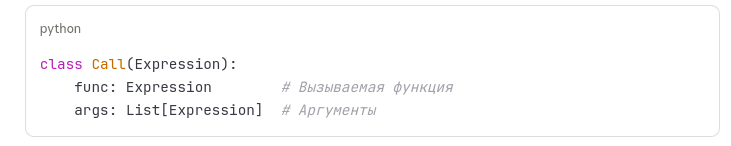 python
class Call(Expression):
    func: Expression        # Вызываемая функция
    args: List[Expression]  # Аргументы